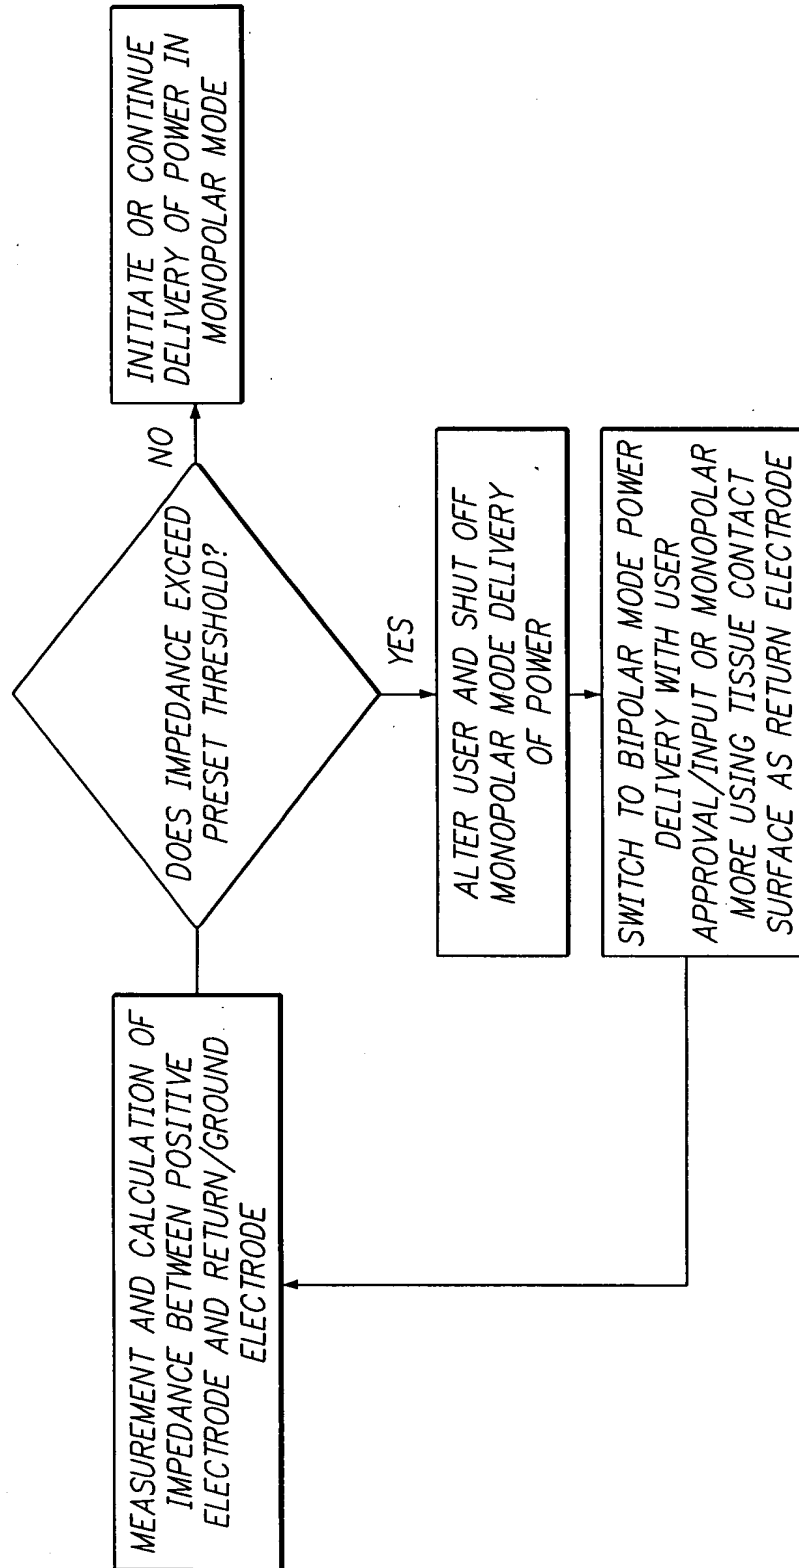 MEASUREMENT AND CALCULATION OF
IMPEDANCE BETWEEN POSITIVE
ELECTRODE AND RETURN/GROUND
ELECTRODE
DOES IMPEDANCE EXCEED
PRESET THRESHOLD?
NO
INITIATE OR CONTINUE
DELIVERY OF POWER IN
MONOPOLAR MODE
YES
ALTER USER AND SHUT OFF
MONOPOLAR MODE DELIVERY
OF POWER
SWITCH TO BIPOLAR MODE POWER
DELIVERY WITH USER
APPROVAL/INPUT OR MONOPOLAR
MORE USING TISSUE CONTACT
SURFACE AS RETURN ELECTRODE